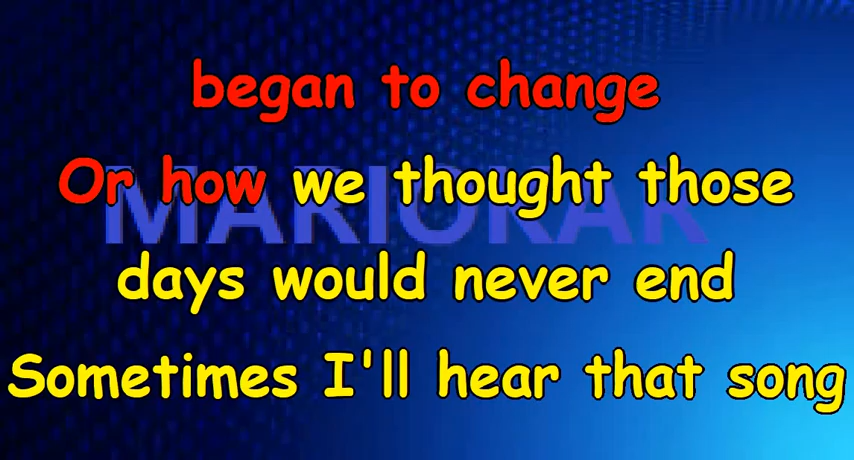 began to change
Or how we thought those
MARIOKAR
days would never end
Sometimes I'll hear that song